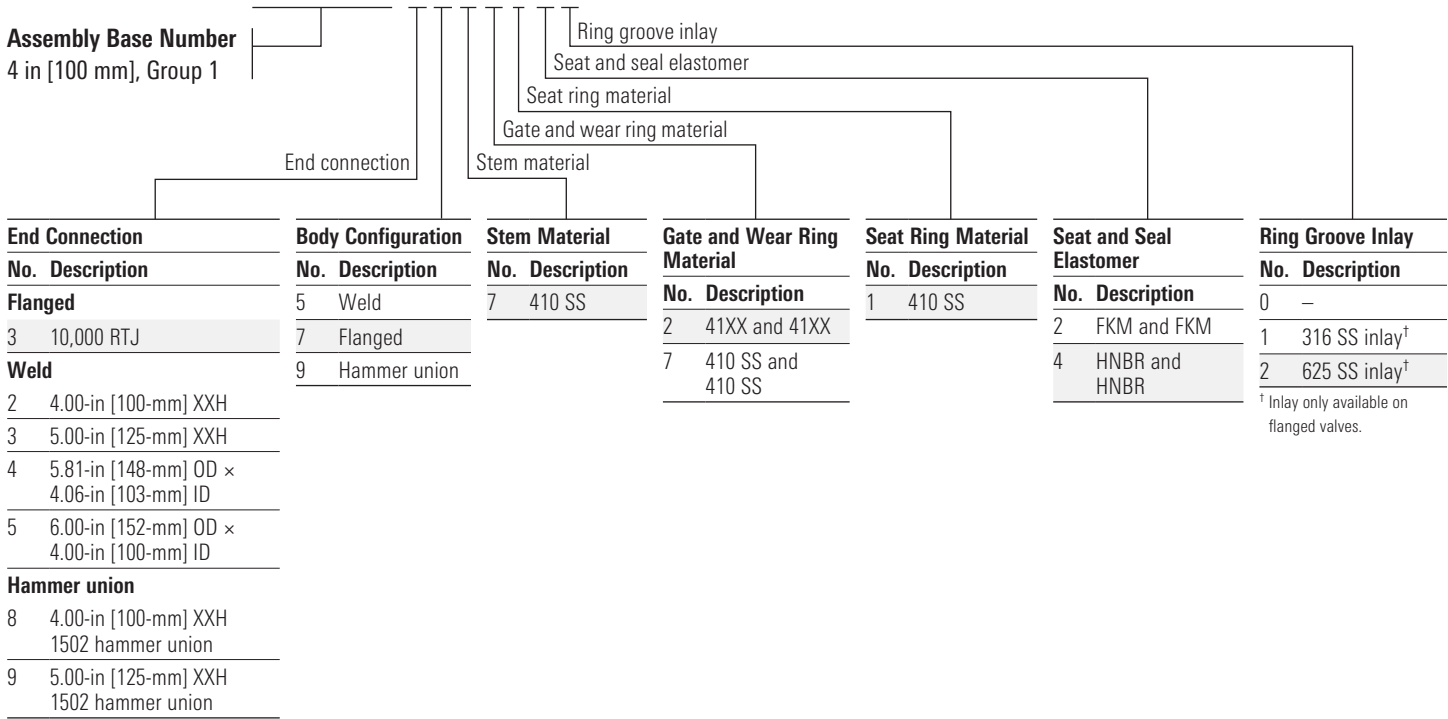 Assembly Base Number
4 in [100 mm], Group 1
Ring groove inlay
Seat and seal elastomer
Seat ring material
Gate and wear ring material
End connection
Stem material
End Connection
No. Description
Flanged
3 10,000 RTJ
Weld
2 4.00-in [100-mm] XXH
3 5.00-in [125-mm] XXH
4 5.81-in [148-mm] OD ×
4.06-in [103-mm] ID
5 6.00-in [152-mm] OD ×
4.00-in [100-mm] ID
Hammer union
8 4.00-in [100-mm] XXH
1502 hammer union
9 5.00-in [125-mm] XXH
1502 hammer union
Body Configuration
No. Description
5 Weld
7 Flanged
9 Hammer union
Stem Material
No. Description
7 410 SS
Gate and Wear Ring
Material
No. Description
2 41XX and 41XX
7 410 SS and
410 SS
Seat Ring Material
No. Description
1 410 SS
Seat and Seal
Elastomer
No. Description
2 FKM and FKM
4 HNBR and
HNBR
Ring Groove Inlay
No. Description
0 –
1 316 SS inlay†
2 625 SS inlay†
† Inlay only available on
flanged valves.